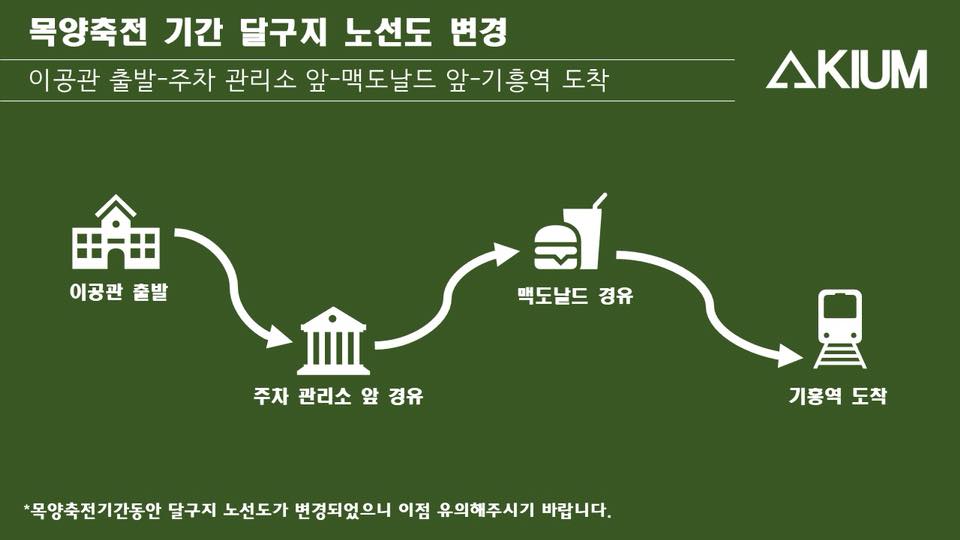 목양축전 기간 달구지 노선도 변경
이공관 출발-주차 관리소 앞-맥도날드 앞-기흥역 도착
KIUM
이공관 출발
맥도날드 경유
주차 관리소 앞 경유
기흥역 도착
*목양축전기간동안 달구지 노선도가 변경되었으니 이점 유의해주시기 바랍니다.